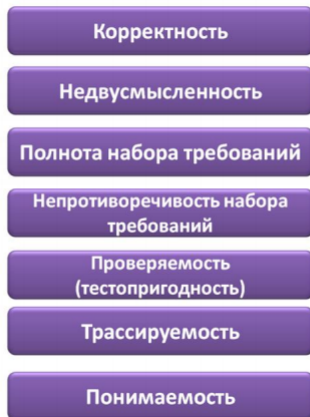 Корректность
Недвусмысленность
Полнота набора требований
Непротиворечивость набора
требований
Проверяемость
(тестопригодность)
Трассируемость
Понимаемость